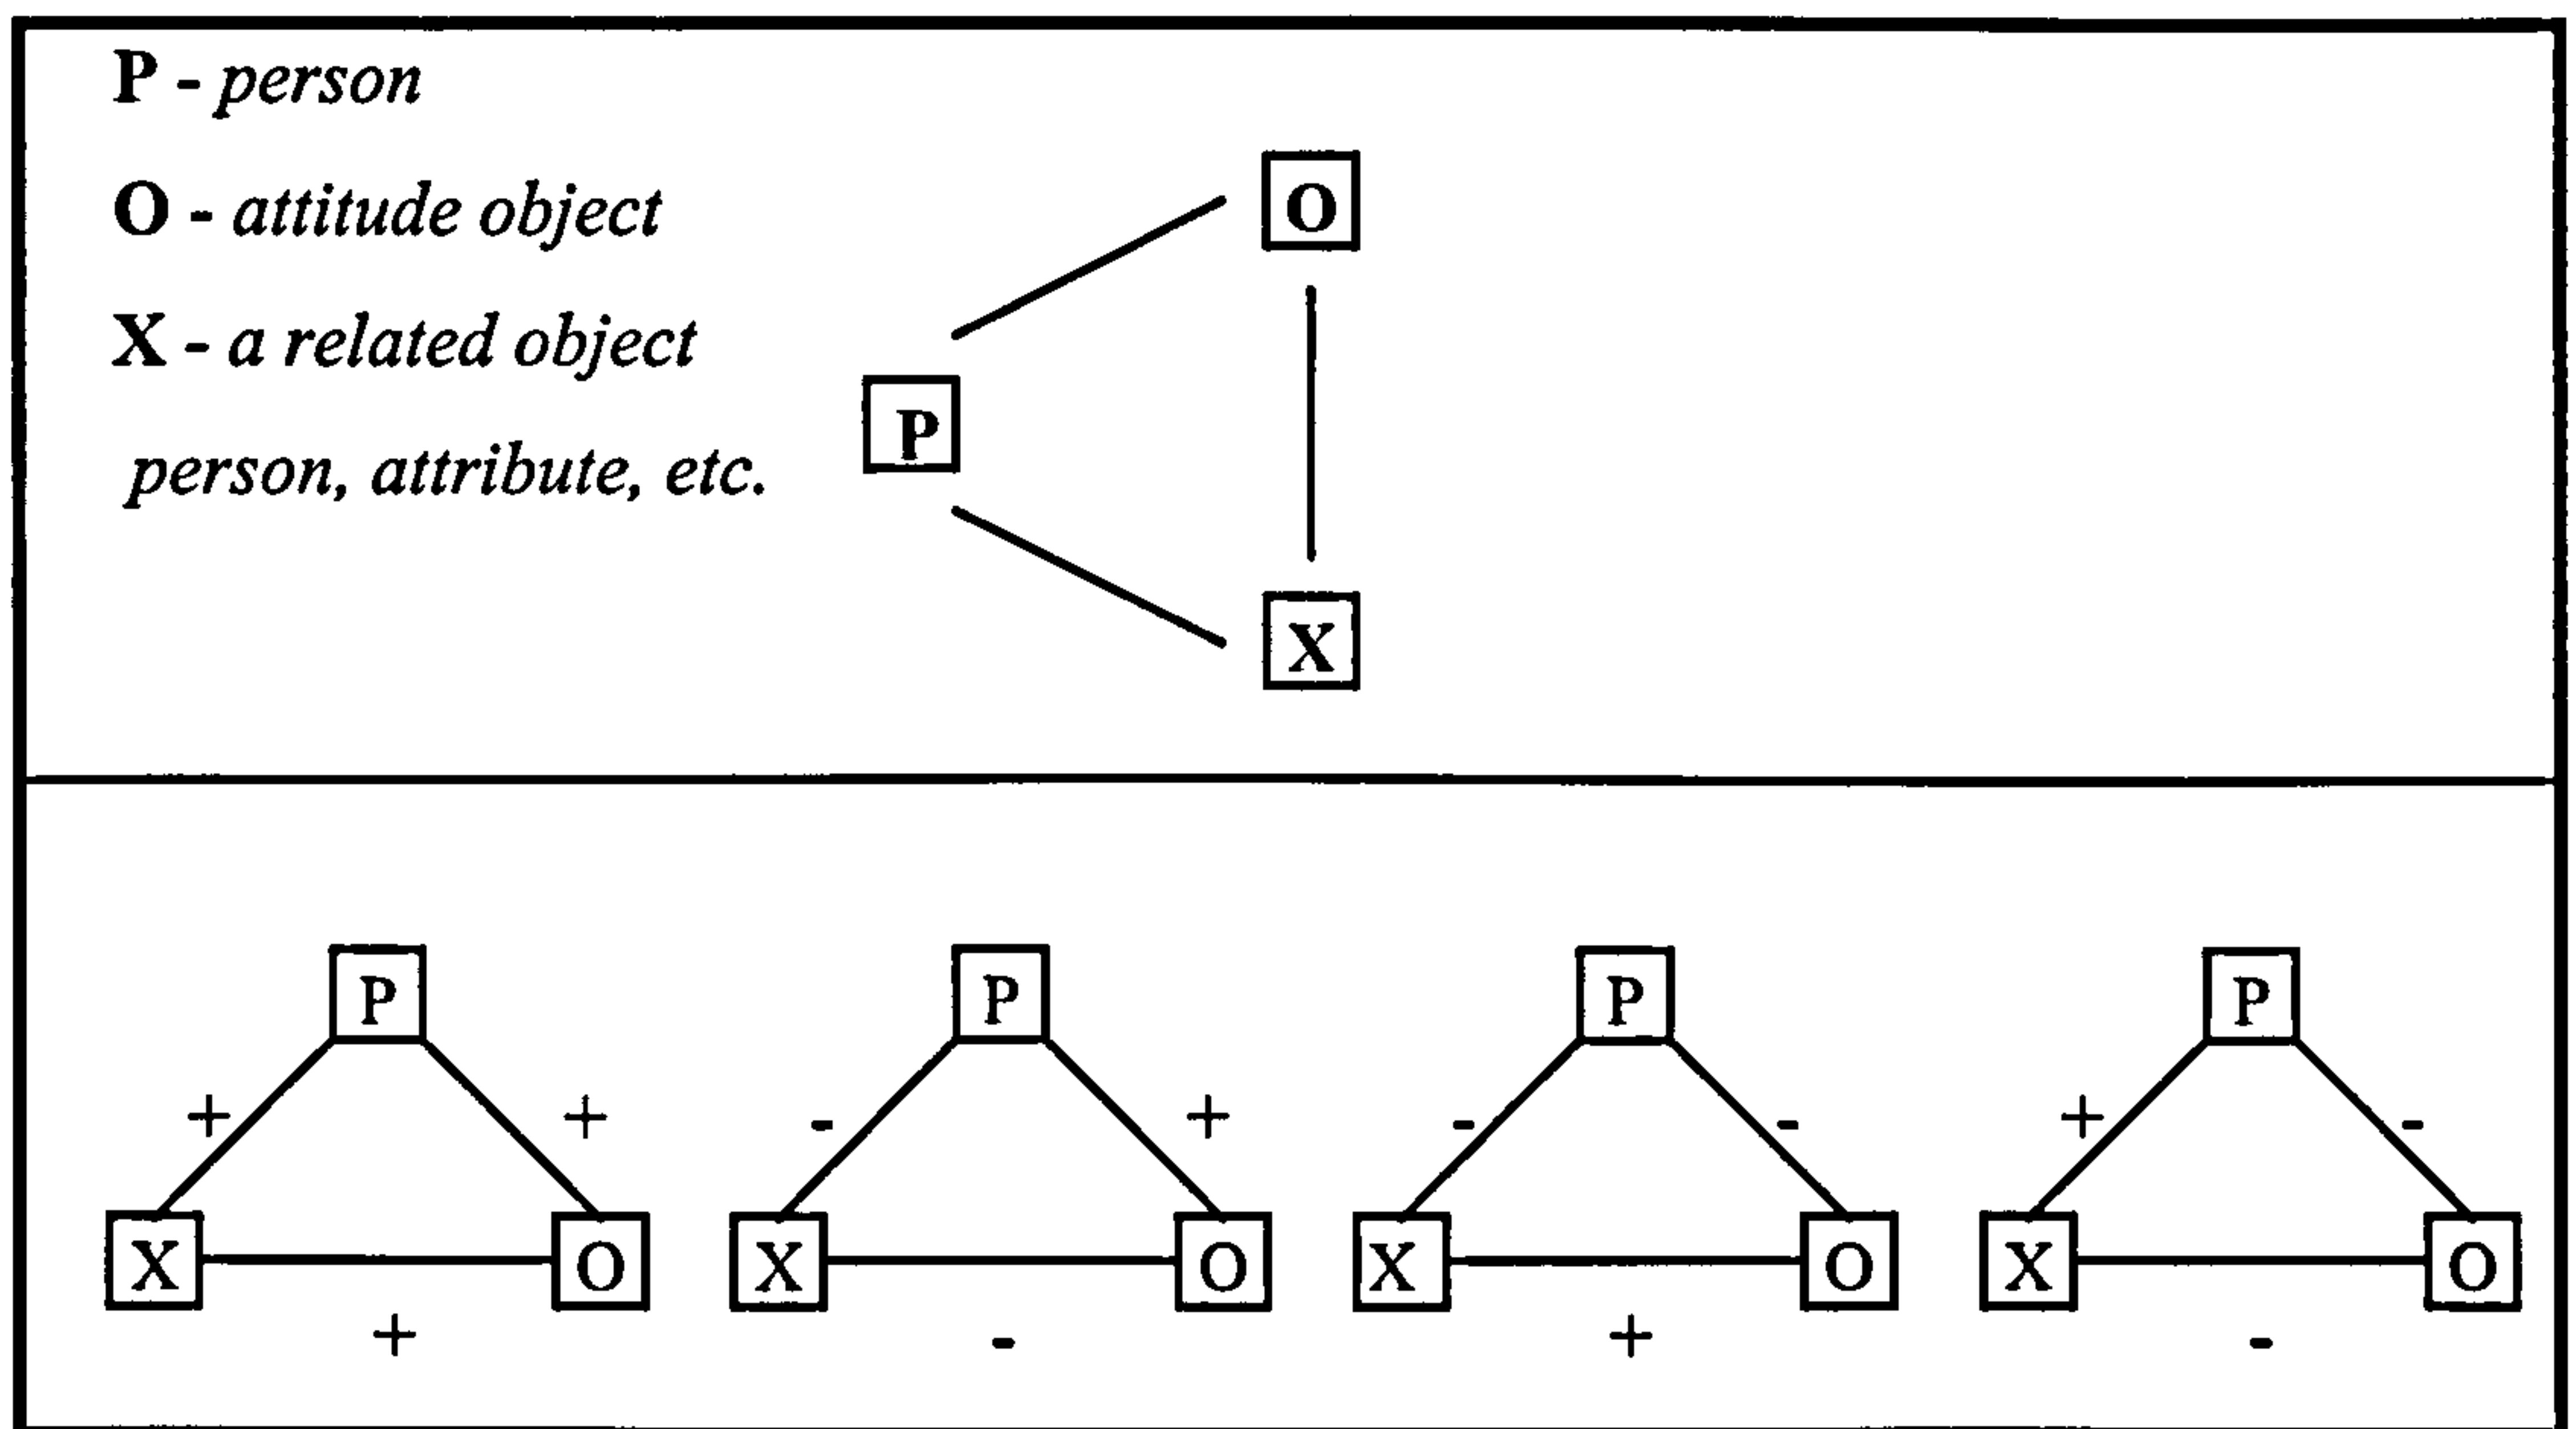 P - person
O - attitude object
X - a related object
person, attribute, etc.
O
P
X
P P P P
+ + - + - - + -
X O X O X O X O
+ - + -